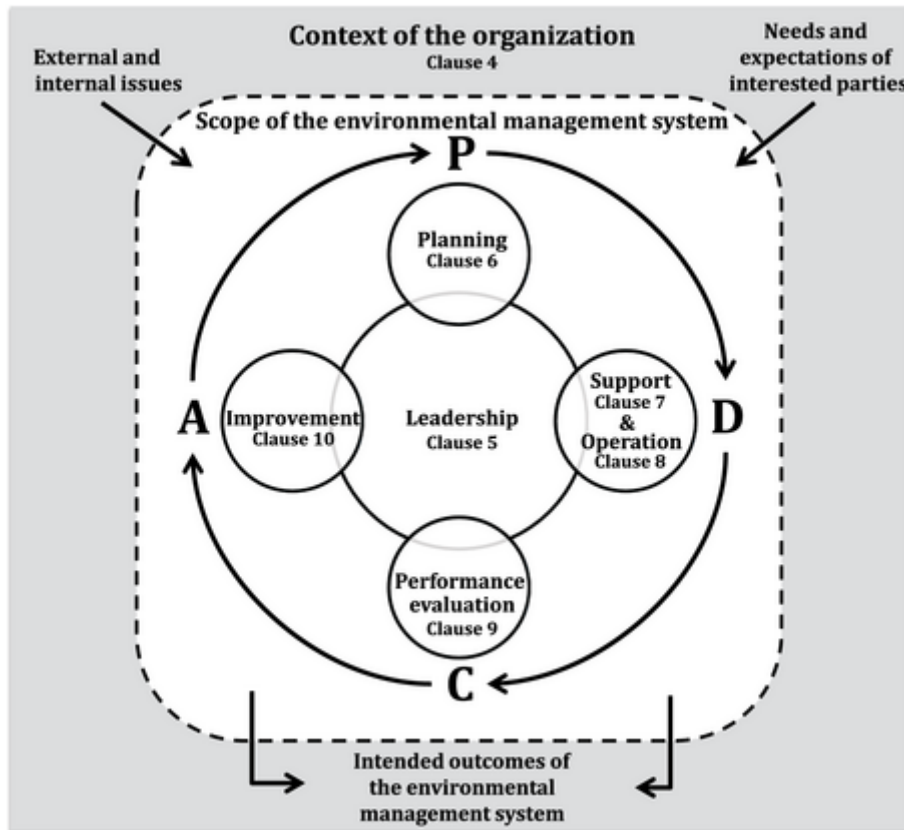 Context of the organization
Clause 4
External and
internal issues
Needs and
expectations of
interested parties
Scope of the environmental management system
P
Planning
Clause 6
A
Improvement
Clause 10
Leadership
Clause 5
Support
Clause 7
&
Operation
Clause 8
D
Performance
evaluation
Clause 9
C
Intended outcomes of
the environmental
management system